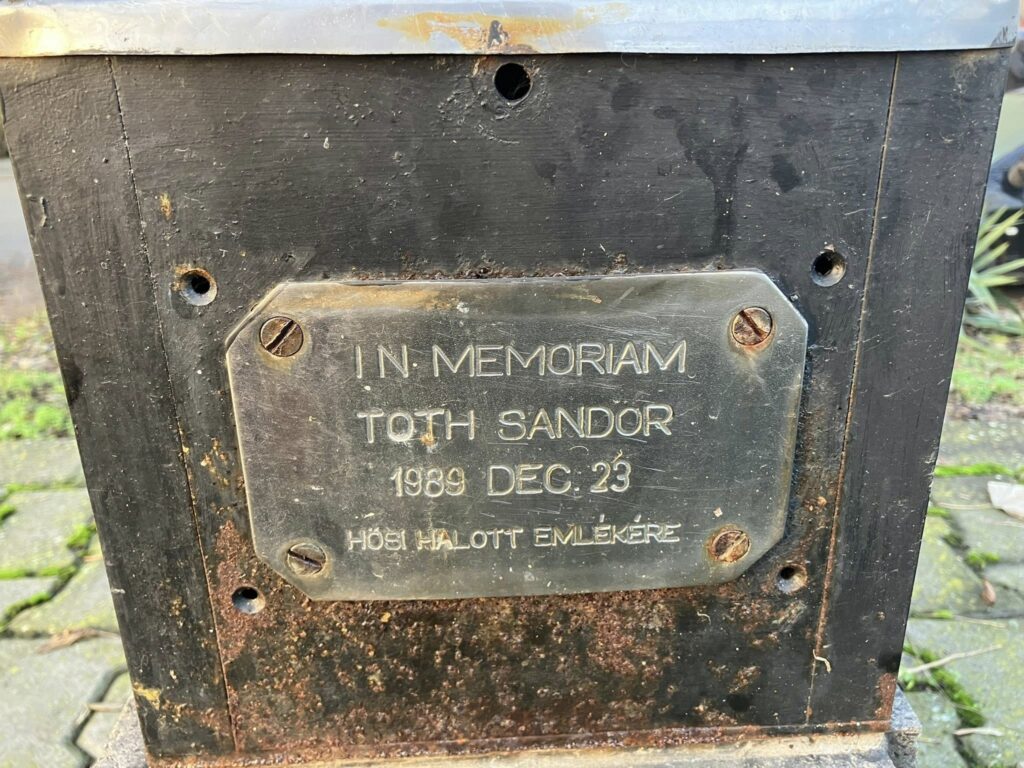 IN MEMORIAM
TOTH SANDOR
1989 DEC. 23
HŐSI HALOTT EMLÉKÉRE